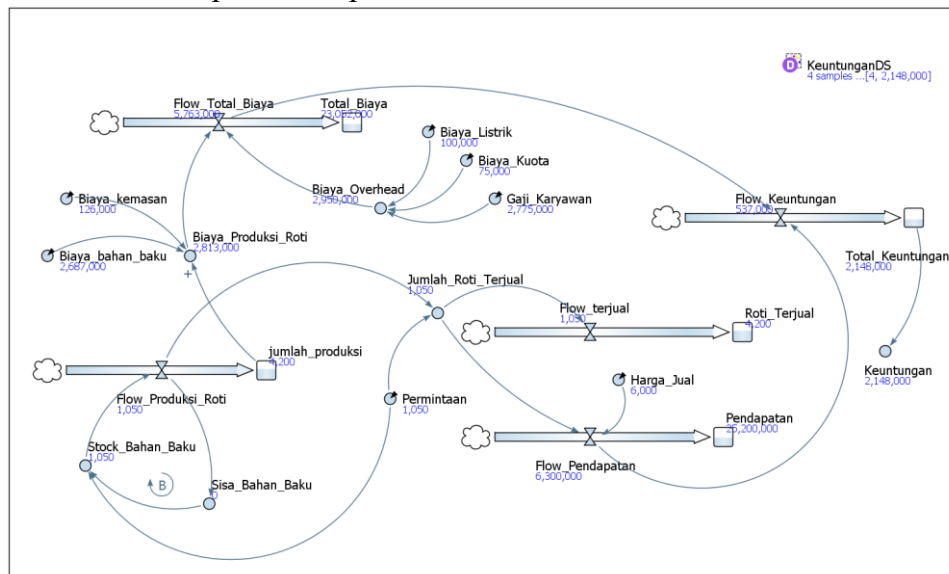 KeuntunganDS
4 samples ...[4, 2,148,000]
Flow_Total_Biaya
5,763,000
Total_Biaya
23,052,000
Biaya_Listrik
100,000
Biaya_Kuota
75,000
Biaya_Overhead
2,950,000
Gaji_Karyawan
2,775,000
Biaya_kemasan
126,000
Biaya_Produksi_Roti
2,813,000
Biaya_bahan_baku
2,687,000
+
Flow_Keuntungan
537,000
Total_Keuntungan
2,148,000
Jumlah_Roti_Terjual
1,050
Flow_terjual
1,050
Roti_Terjual
4,200
jumlah_produksi
4,200
Keuntungan
2,148,000
Harga_Jual
6,000
Flow_Produksi_Roti
1,050
Permintaan
1,050
Pendapatan
25,200,000
Stock_Bahan_Baku
1,050
Flow_Pendapatan
6,300,000
B
Sisa_Bahan_Baku
0